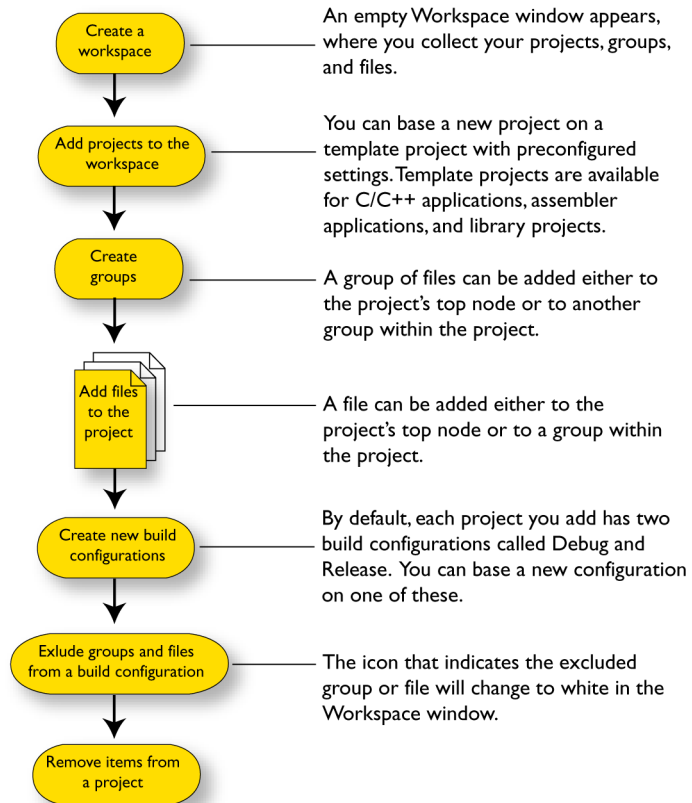 Create a
workspace
An empty Workspace window appears,
where you collect your projects, groups,
and files.
Add projects to the
workspace
You can base a new project on a
template project with preconfigured
settings. Template projects are available
for C/C++ applications, assembler
applications, and library projects.
Create
groups
A group of files can be added either to
the project's top node or to another
group within the project.
Add files
to the
project
A file can be added either to the
project's top node or to a group within
the project.
Create new build
configurations
By default, each project you add has two
build configurations called Debug and
Release. You can base a new configuration
on one of these.
Exlude groups and files
from a build configuration
The icon that indicates the excluded
group or file will change to white in the
Workspace window.
Remove items from
a project